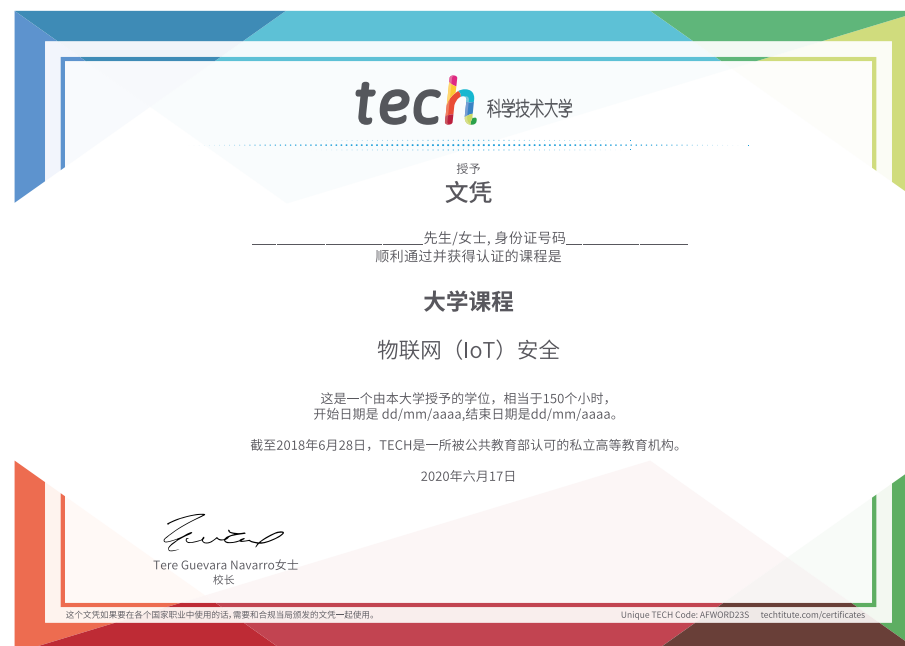 tech 科学技术大学
授予
文凭
______________________先生/女士, 身份证号码_______________
顺利通过并获得认证的课程是
大学课程
物联网（IoT）安全
这是一个由本大学授予的学位，相当于150个小时，
开始日期是 dd/mm/aaaa,结束日期是dd/mm/aaaa。
截至2018年6月28日，TECH是一所被公共教育部认可的私立高等教育机构。
2020年六月17日
Tere Guevara Navarro女士
校长
这个文凭如果要在各个国家职业中使用的话,需要和合规当局颁发的文凭一起使用。
Unique TECH Code: AFWORD23S techtitute.com/certificates